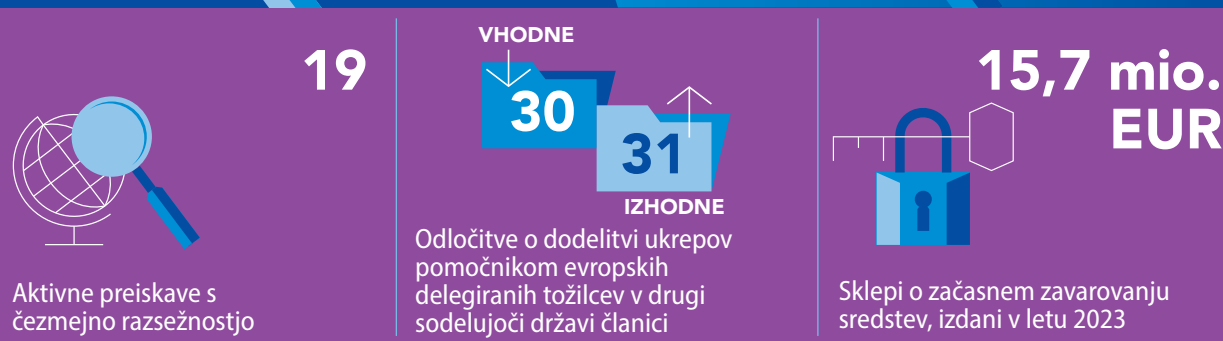 19
Aktivne preiskave s
čezmejno razsežnostjo
VHODNE
30
31
IZHODNE
Odločitve o dodelitvi ukrepov
pomočnikom evropskih
delegiranih tožilcev v drugi
sodelujoči državi članici
15,7 mio.
EUR
Sklepi o začasnem zavarovanju
sredstev, izdani v letu 2023